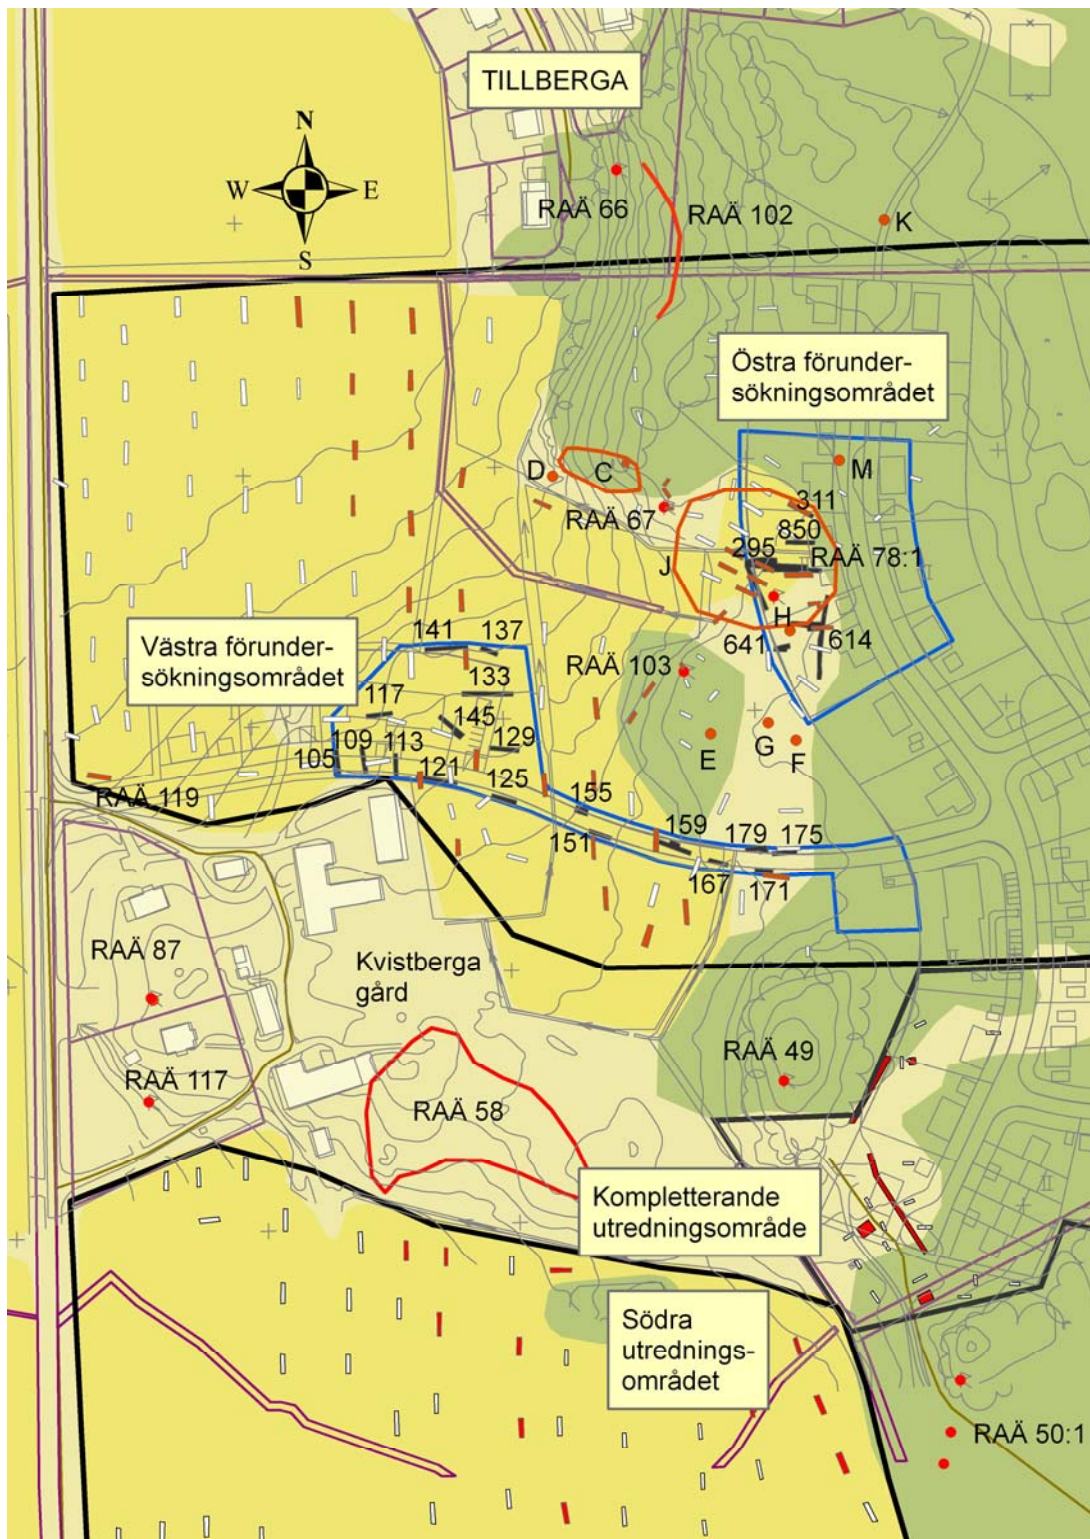 TILLBERGA
N
W
E
S
RAÄ 66
RAÄ 102
K
Östra förunder-
sökningsområdet
D
C
M
RAÄ 67
311
850
295
RAÄ 78:1
J
H
641
614
Västra förunder-
sökningsområdet
141
137
RAÄ 103
133
117
145
109
113
129
105
E
G
F
121
125
RAÄ 119
155
151
159
179
175
167
171
RAÄ 87
Kvistberga
gård
RAÄ 49
RAÄ 117
RAÄ 58
Kompletterande
utredningsområde
Södra
utrednings-
området
RAÄ 50:1